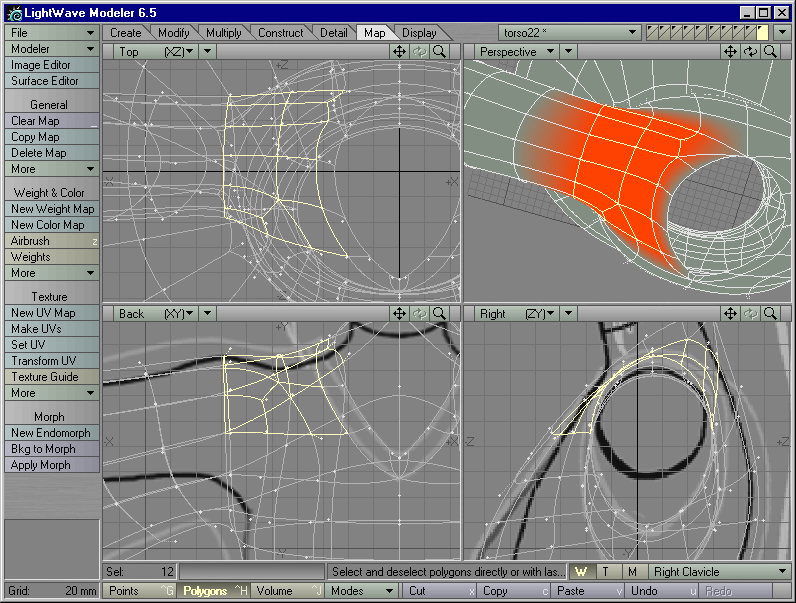 LightWave Modeler 6.5
File
Create Modify Multiply Construct Detail Map Display
torso22 *
Modeler
Image Editor
Surface Editor
General
Clear Map _
Copy Map
Delete Map
More
Weight & Color
New Weight Map
New Color Map
Airbrush z
Weights
More
Texture
New UV Map
Make UVs
Set UV
Transform UV
Texture Guide
More
Morph
New Endomorph
Bkg to Morph
Apply Morph
Top (XZ)
+Z
-X
+X
Perspective
Back (XY)
+Y
-X
+X
-Y
Right (ZY)
-Z
+Z
Sel: 12
Select and deselect polygons directly or with las...
W T M Right Clavicle
Grid: 20 mm
Points ^G Polygons ^H Volume ^J Modes Cut x Copy c Paste v Undo u Redo